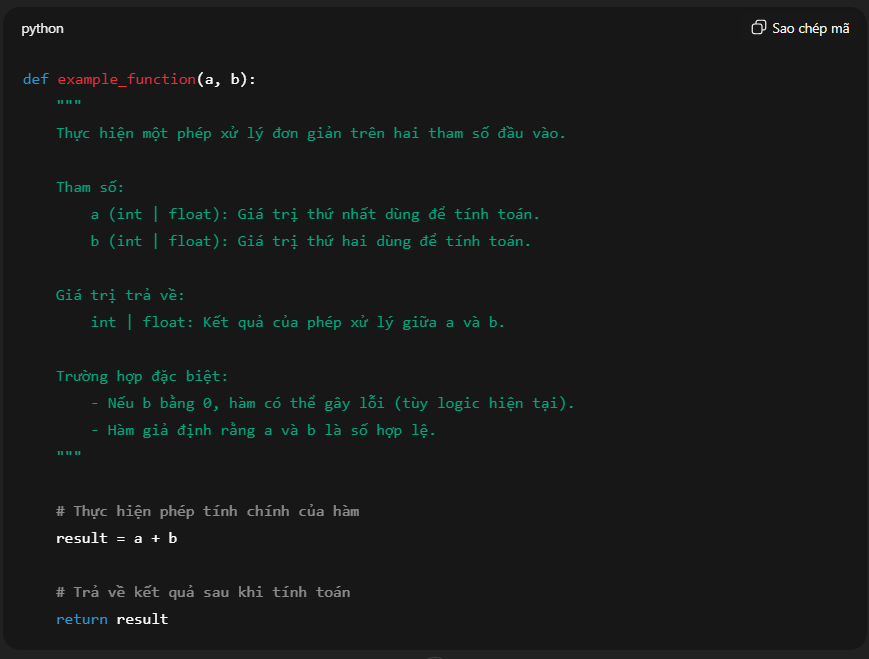 python
Sao chép mã
def example_function(a, b):
    """
    Thực hiện một phép xử lý đơn giản trên hai tham số đầu vào.

    Tham số:
        a (int | float): Giá trị thứ nhất dùng để tính toán.
        b (int | float): Giá trị thứ hai dùng để tính toán.

    Giá trị trả về:
        int | float: Kết quả của phép xử lý giữa a và b.

    Trường hợp đặc biệt:
        - Nếu b bằng 0, hàm có thể gây lỗi (tùy logic hiện tại).
        - Hàm giả định rằng a và b là số hợp lệ.
    """

    # Thực hiện phép tính chính của hàm
    result = a + b

    # Trả về kết quả sau khi tính toán
    return result